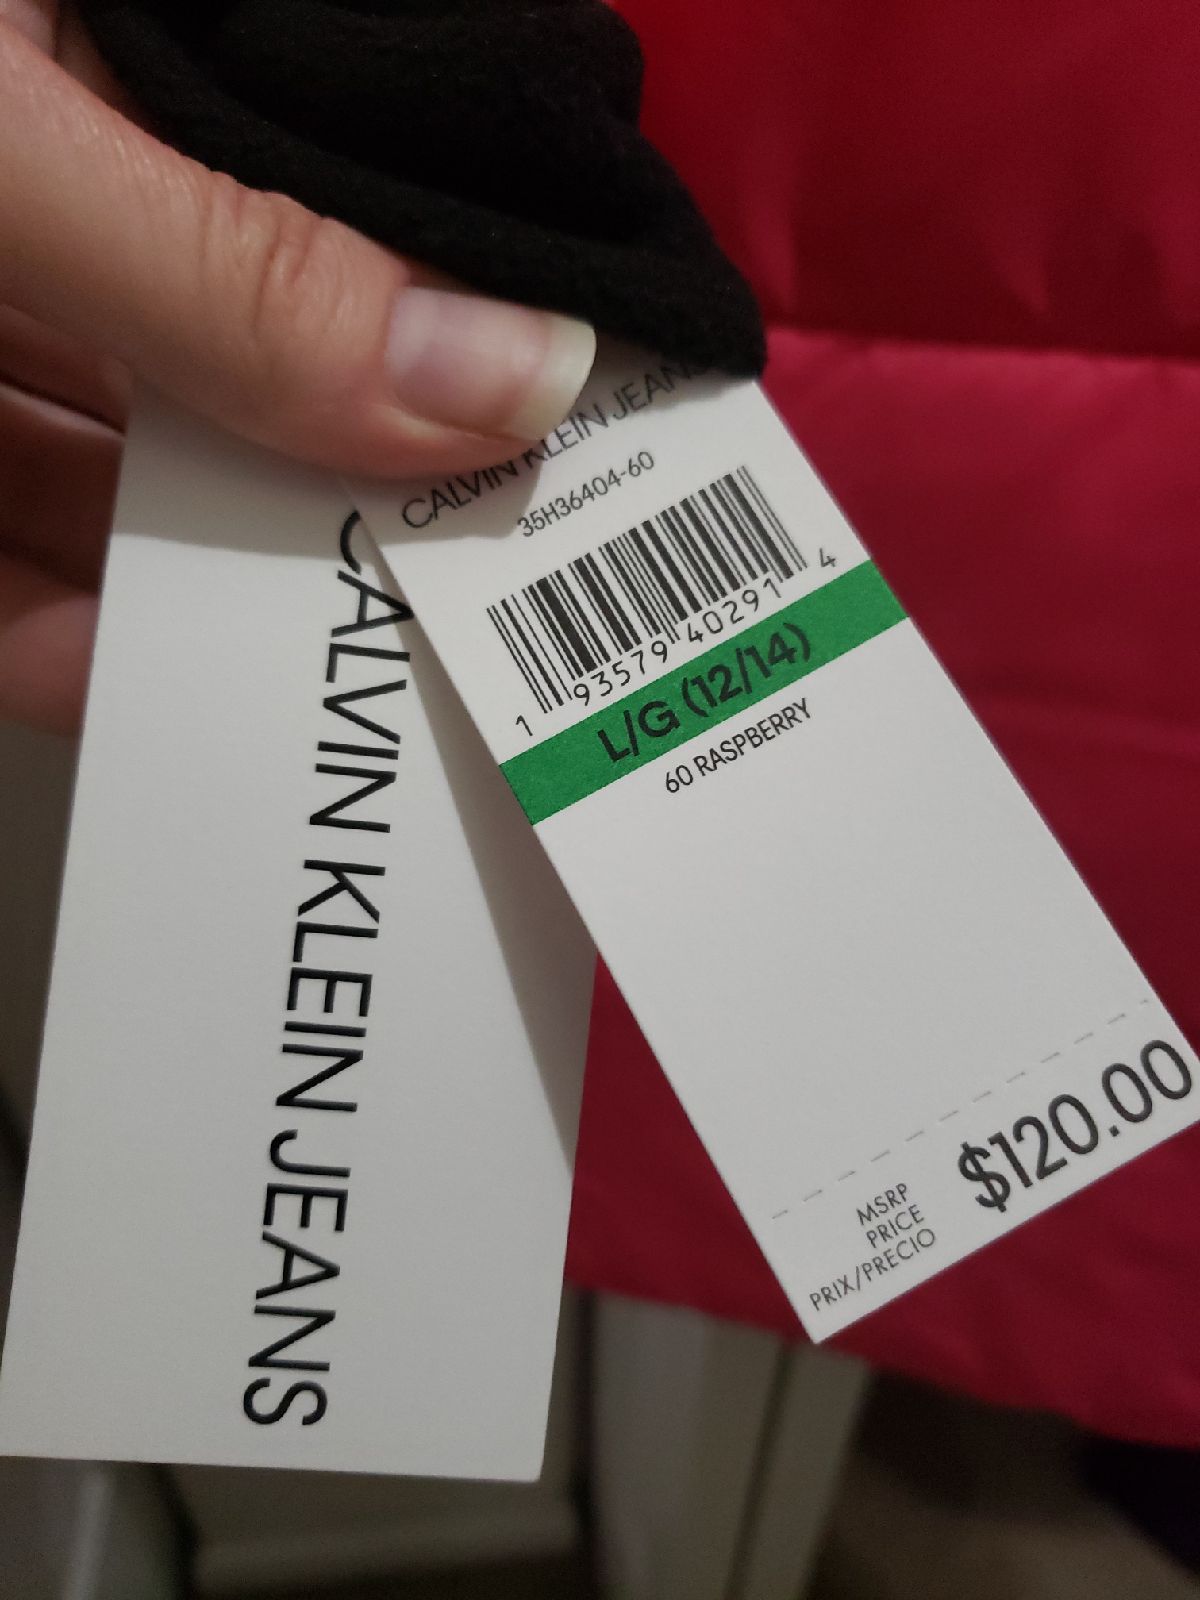 CALVIN KLEIN JEANS
CALVIN KLEIN JEANS
35H36404-60
1 93579 40291 4
L/G (12/14)
60 RASPBERRY
$120.00
MSRP
PRICE
PRIX/PRECIO